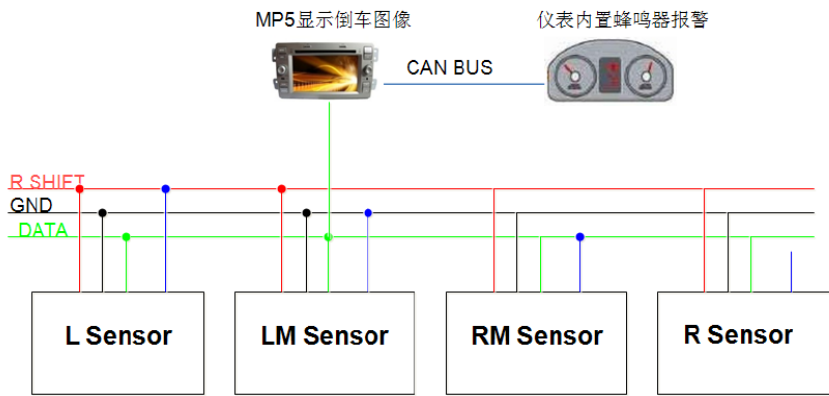 MP5显示倒车图像
仪表内置蜂鸣器报警
CAN BUS
R SHIFT
GND
DATA
L Sensor
LM Sensor
RM Sensor
R Sensor